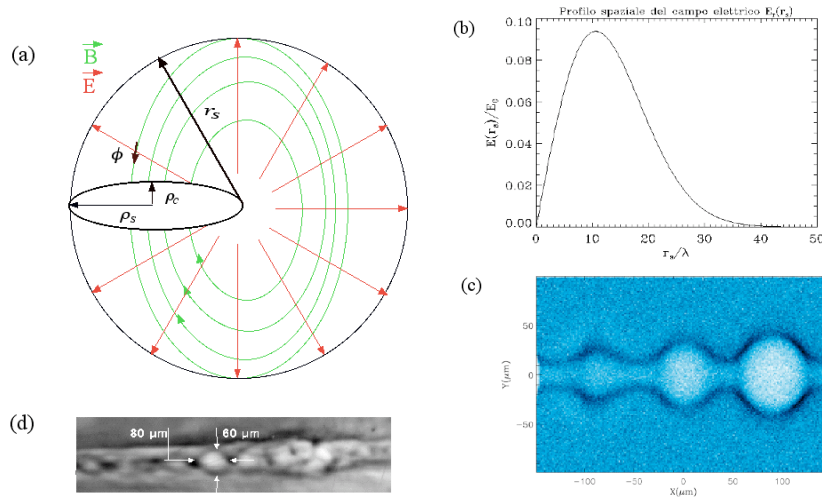 (a)
B
E
r_s
ϕ
ρ_c
ρ_s
(b)
Profilo spaziale del campo elettrico E_r(r_s)
E(r_s)/E_0
0.10
0.08
0.06
0.04
0.02
0.00
0 10 20 30 40 50
r_s/λ
(c)
Y(μm)
50
0
-50
-100 -50 0 50 100
X(μm)
(d)
80 μm
60 μm